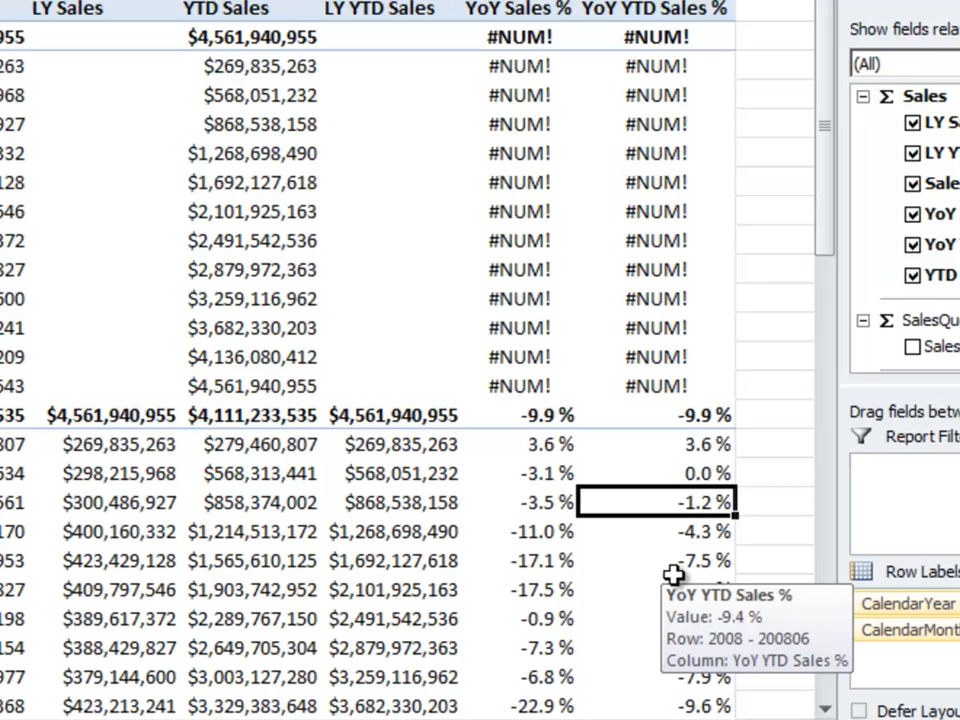 LY Sales YTD Sales LY YTD Sales YoY Sales % YoY YTD Sales %
955 $4,561,940,955 #NUM! #NUM!
263 $269,835,263 #NUM! #NUM!
968 $568,051,232 #NUM! #NUM!
927 $868,538,158 #NUM! #NUM!
332 $1,268,698,490 #NUM! #NUM!
128 $1,692,127,618 #NUM! #NUM!
546 $2,101,925,163 #NUM! #NUM!
372 $2,491,542,536 #NUM! #NUM!
827 $2,879,972,363 #NUM! #NUM!
500 $3,259,116,962 #NUM! #NUM!
241 $3,682,330,203 #NUM! #NUM!
209 $4,136,080,412 #NUM! #NUM!
543 $4,561,940,955 #NUM! #NUM!
535 $4,561,940,955 $4,111,233,535 $4,561,940,955 -9.9 % -9.9 %
807 $269,835,263 $279,460,807 $269,835,263 3.6 % 3.6 %
634 $298,215,968 $568,313,441 $568,051,232 -3.1 % 0.0 %
561 $300,486,927 $858,374,002 $868,538,158 -3.5 % -1.2 %
170 $400,160,332 $1,214,513,172 $1,268,698,490 -11.0 % -4.3 %
953 $423,429,128 $1,565,610,125 $1,692,127,618 -17.1 % -7.5 %
827 $409,797,546 $1,903,742,952 $2,101,925,163 -17.5 %
198 $389,617,372 $2,289,767,150 $2,491,542,536 -0.9 %
154 $388,429,827 $2,649,705,304 $2,879,972,363 -7.3 %
977 $379,144,600 $3,003,127,280 $3,259,116,962 -6.8 % -7.9 %
368 $423,213,241 $3,329,383,648 $3,682,330,203 -22.9 % -9.6 %
YoY YTD Sales %
Value: -9.4 %
Row: 2008 - 200806
Column: YoY YTD Sales %
Show fields rela
(All)
Σ Sales
LY Sa
LY Y
Sale
YoY
YoY
YTD
Σ SalesQu
Sales
Drag fields betw
Report Filt
Row Labels
CalendarYear
CalendarMont
Defer Layou